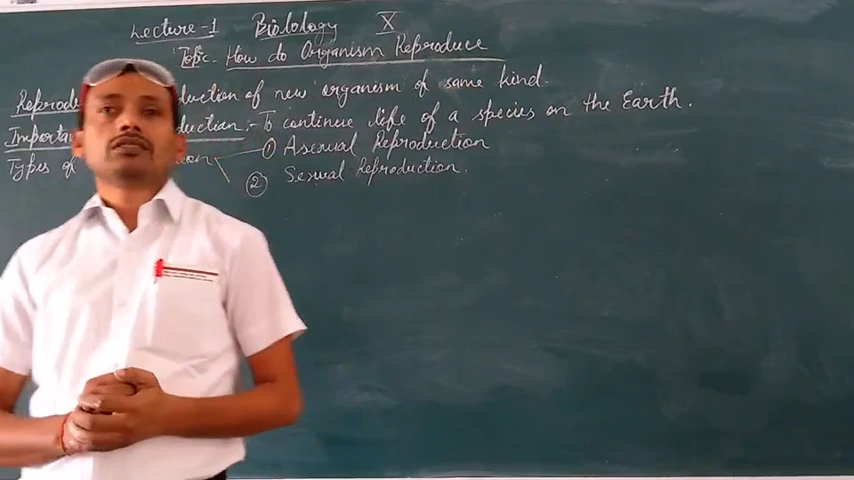 Lecture-1 Biolology X
Topic- How do Organism Reproduce
Reprodu duction of new organism of same kind.
Importa duction:- To continue life of a species on the Earth.
Types of ion ① Asexual Reproduction
② Sexual Reproduction.